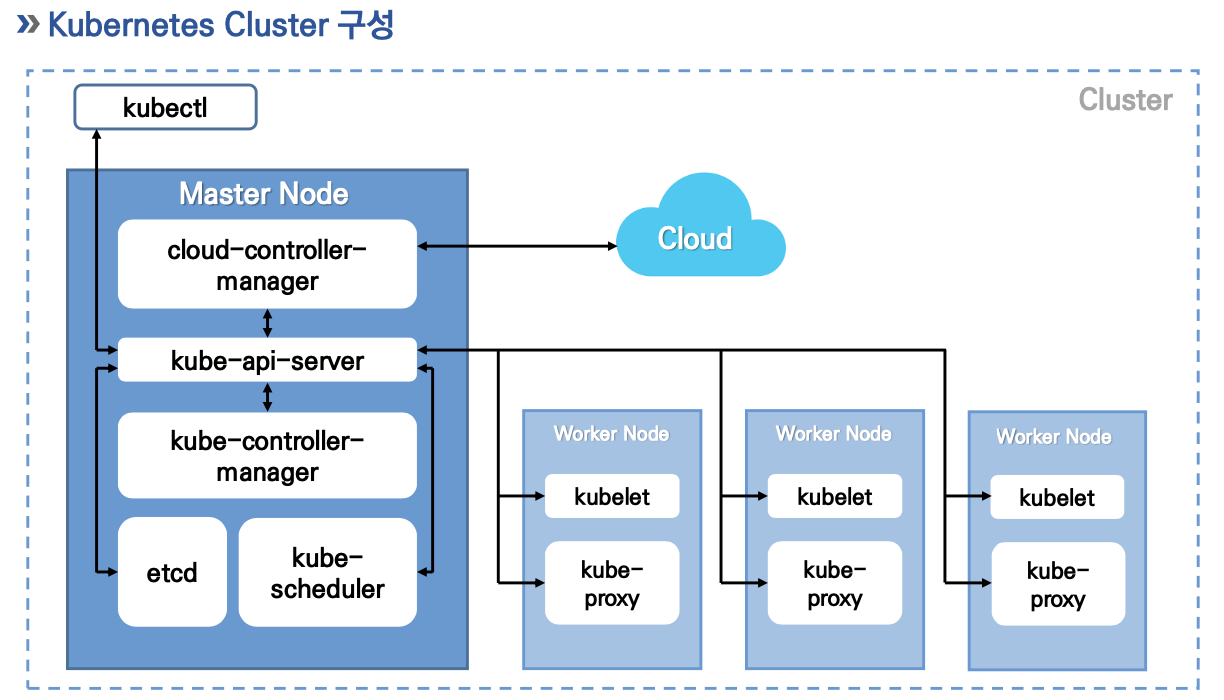 Kubernetes Cluster 구성
Cluster
kubectl
Master Node
cloud-controller-
manager
Cloud
kube-api-server
kube-controller-
manager
etcd
kube-
scheduler
Worker Node
kubelet
kube-
proxy
Worker Node
kubelet
kube-
proxy
Worker Node
kubelet
kube-
proxy